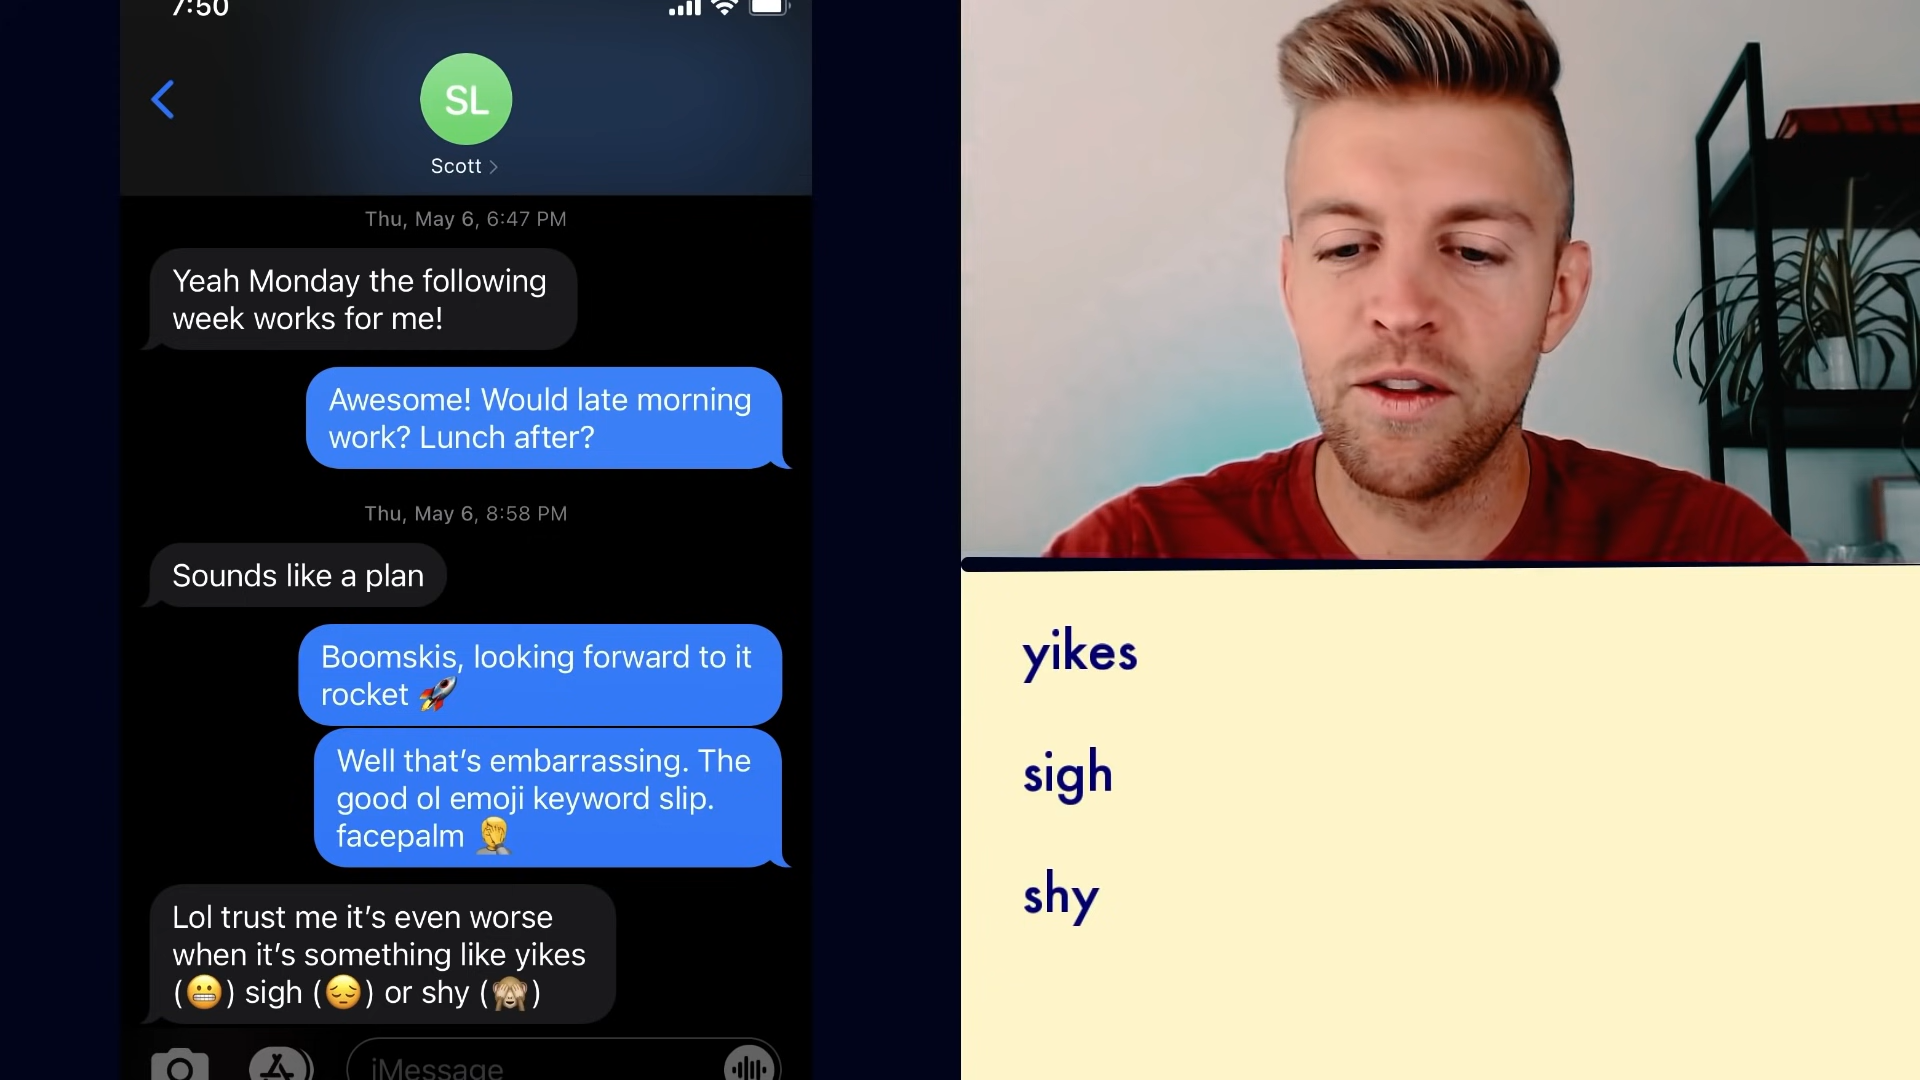 7:50
SL
Scott
Thu, May 6, 6:47 PM
Yeah Monday the following
week works for me!
Awesome! Would late morning
work? Lunch after?
Thu, May 6, 8:58 PM
Sounds like a plan
Boomskis, looking forward to it
rocket 🚀
Well that’s embarrassing. The
good ol emoji keyword slip.
facepalm 🤦
Lol trust me it’s even worse
when it’s something like yikes
(😬) sigh (😔) or shy (🙈)
iMessage
yikes
sigh
shy